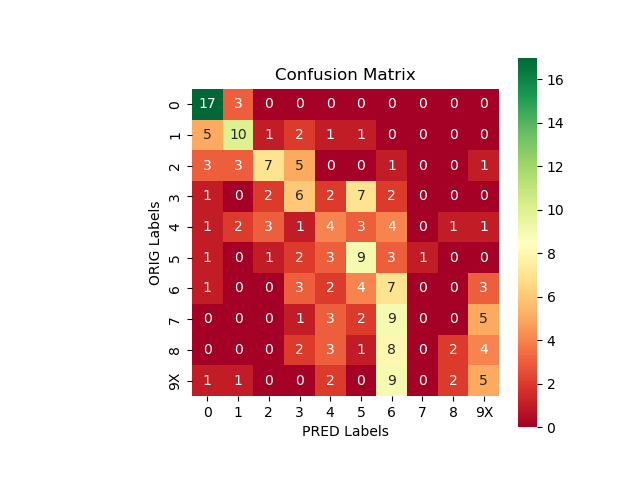 Confusion Matrix
ORIG Labels
0 17 3 0 0 0 0 0 0 0 0
1 5 10 1 2 1 1 0 0 0 0
2 3 3 7 5 0 0 1 0 0 1
3 1 0 2 6 2 7 2 0 0 0
4 1 2 3 1 4 3 4 0 1 1
5 1 0 1 2 3 9 3 1 0 0
6 1 0 0 3 2 4 7 0 0 3
7 0 0 0 1 3 2 9 0 0 5
8 0 0 0 2 3 1 8 0 2 4
9X 1 1 0 0 2 0 9 0 2 5
0 1 2 3 4 5 6 7 8 9X
PRED Labels
16
14
12
10
8
6
4
2
0